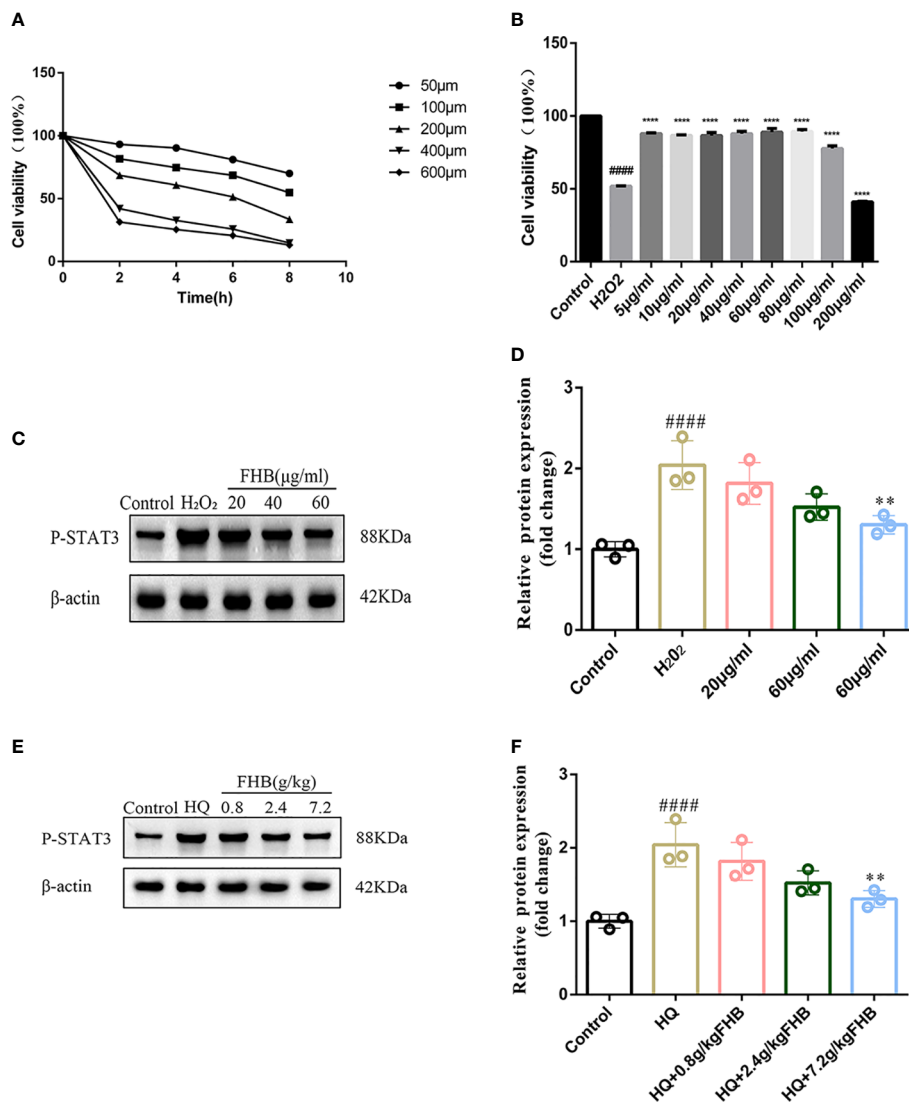 A
Cell viability（100%）
150
100
50
0
0 2 4 6 8 10
Time(h)
50μm
100μm
200μm
400μm
600μm
B
Cell viability（100%）
150
100
50
0
####
**** **** **** **** **** **** **** ****
Control H2O2 5μg/ml 10μg/ml 20μg/ml 40μg/ml 60μg/ml 80μg/ml 100μg/ml 200μg/ml
C
FHB(μg/ml)
Control H₂O₂ 20 40 60
P-STAT3 88KDa
β-actin 42KDa
D
Relative protein expression
(fold change)
3
2
1
0
####
**
Control H₂O₂ 20μg/ml 60μg/ml 60μg/ml
E
FHB(g/kg)
Control HQ 0.8 2.4 7.2
P-STAT3 88KDa
β-actin 42KDa
F
Relative protein expression
(fold change)
3
2
1
0
####
**
Control HQ HQ+0.8g/kgFHB HQ+2.4g/kgFHB HQ+7.2g/kgFHB